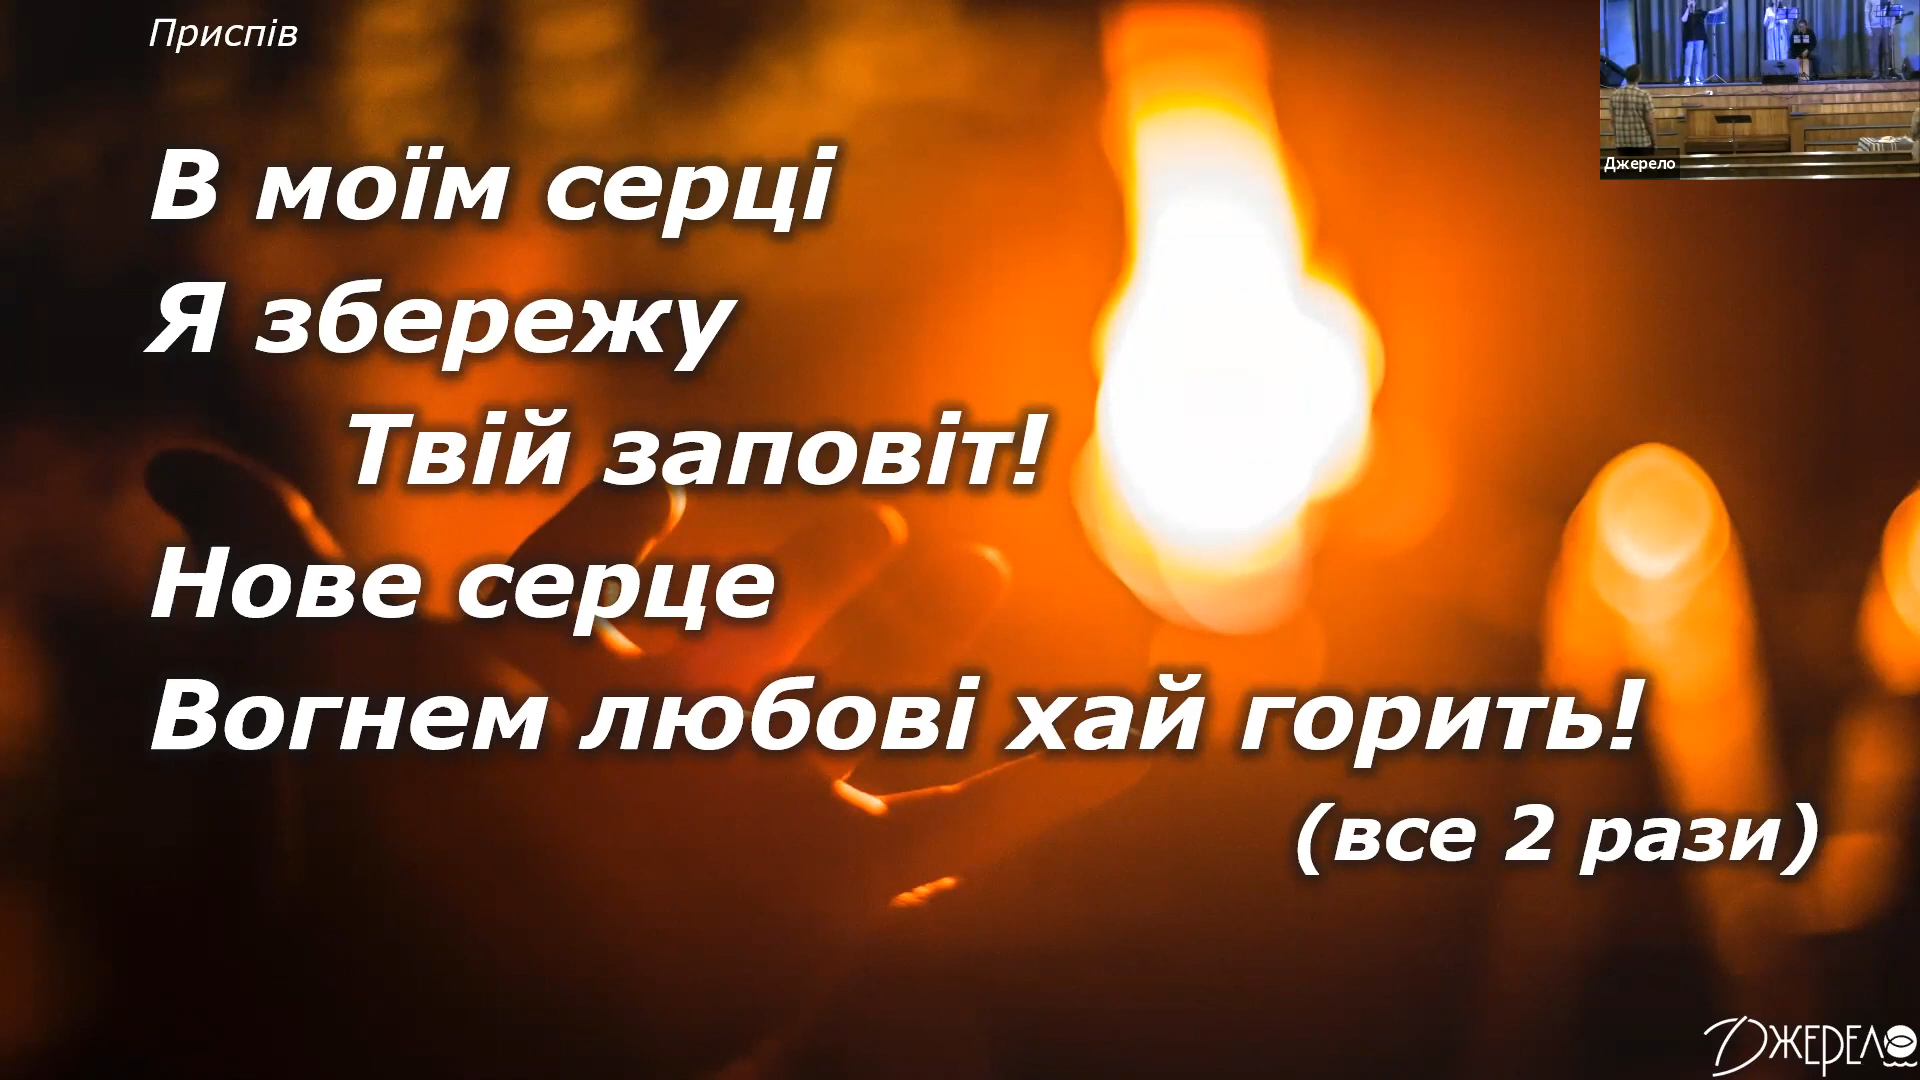 Приспів
В моїм серці
Я збережу
Твій заповіт!
Нове серце
Вогнем любові хай горить!
(все 2 рази)
Джерело
Джерело